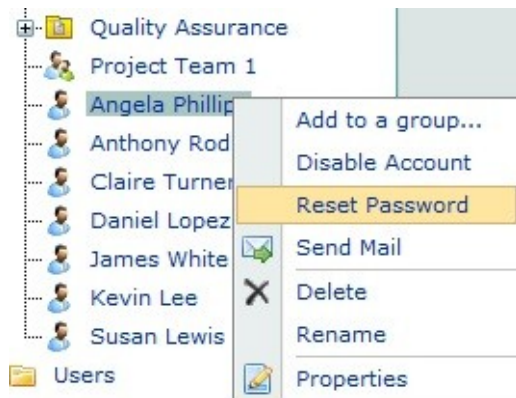 Quality Assurance
Project Team 1
Angela Phillip
Anthony Rod
Claire Turner
Daniel Lopez
James White
Kevin Lee
Susan Lewis
Users
Add to a group...
Disable Account
Reset Password
Send Mail
Delete
Rename
Properties